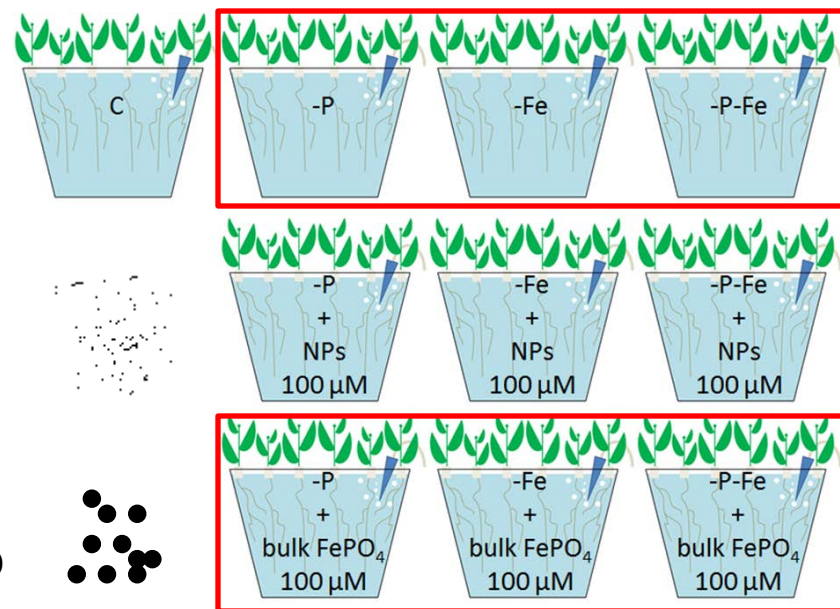 C
-P
-Fe
-P-Fe
-P
+
NPs
100 µM
-Fe
+
NPs
100 µM
-P-Fe
+
NPs
100 µM
-P
+
bulk FePO₄
100 µM
-Fe
+
bulk FePO₄
100 µM
-P-Fe
+
bulk FePO₄
100 µM
)